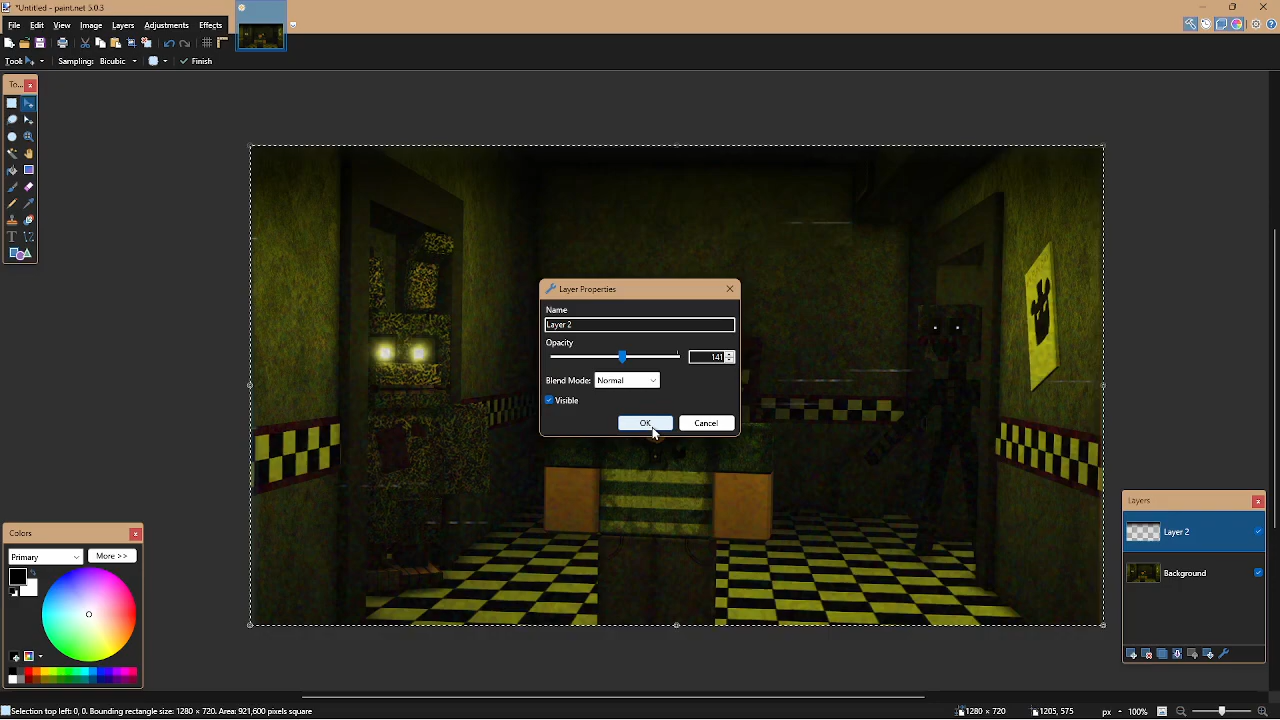 *Untitled - paint.net 5.0.3
File Edit View Image Layers Adjustments Effects
Tool: Sampling: Bicubic Finish
To...
Layer Properties
Name
Layer 2
Opacity
141
Blend Mode: Normal
Visible
OK Cancel
Layers
Layer 2
Background
Colors
Primary More >>
Selection top left: 0, 0. Bounding rectangle size: 1280 × 720. Area: 921,600 pixels square 1280 × 720 1205, 575 px 100%